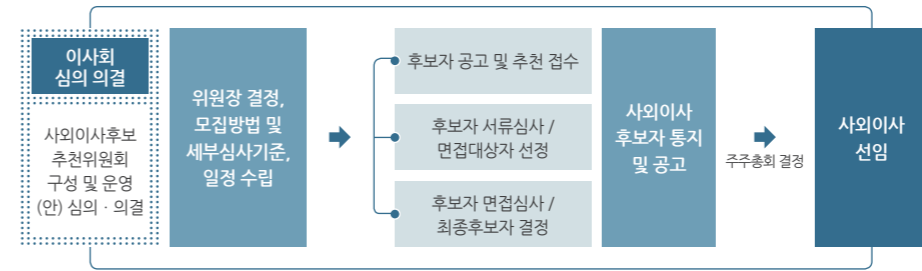 이사회
심의 의결
사외이사후보
추천위원회
구성 및 운영
(안) 심의 · 의결
위원장 결정,
모집방법 및
세부심사기준,
일정 수립
후보자 공고 및 추천 접수
후보자 서류심사 /
면접대상자 선정
후보자 면접심사 /
최종후보자 결정
사외이사
후보자 통지
및 공고
주주총회 결정
사외이사
선임